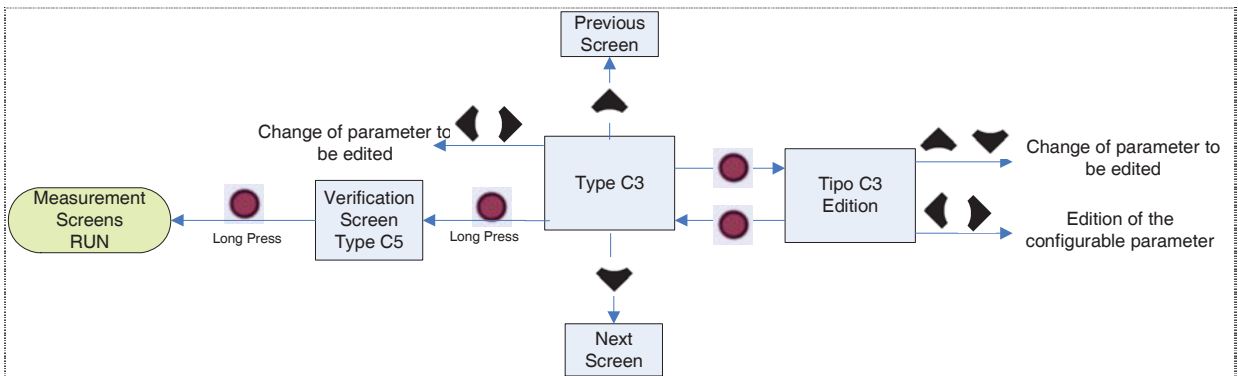 Previous
Screen
Change of parameter to
be edited
Type C3
Tipo C3
Edition
Change of parameter to
be edited
Edition of the
configurable parameter
Measurement
Screens
RUN
Long Press
Verification
Screen
Type C5
Long Press
Next
Screen